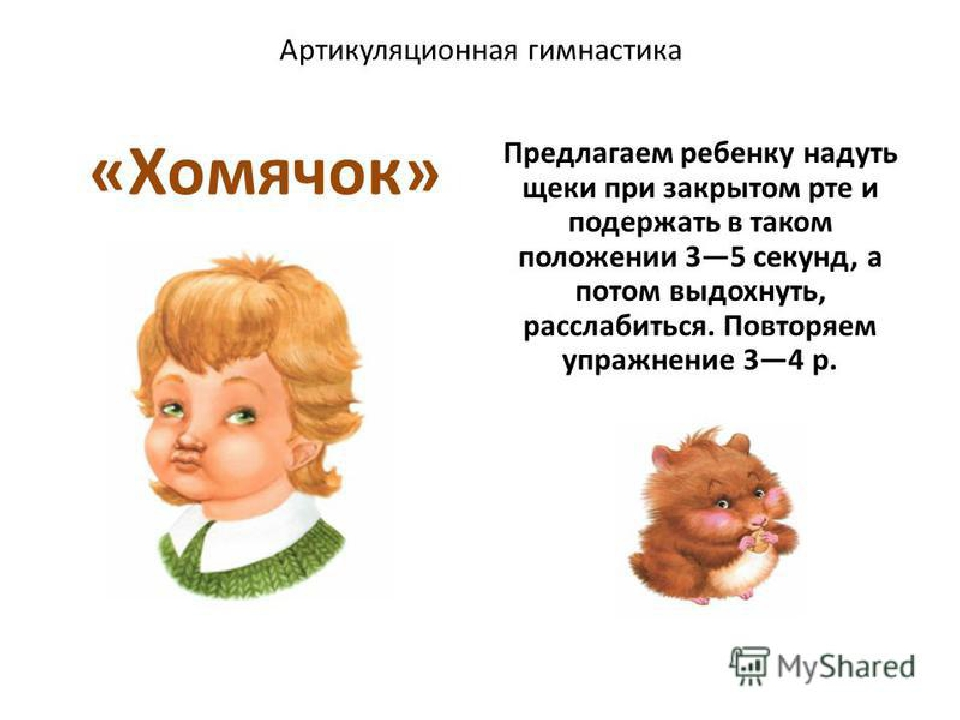 Артикуляционная гимнастика
«Хомячок»
Предлагаем ребенку надуть
щеки при закрытом рте и
подержать в таком
положении 3—5 секунд, а
потом выдохнуть,
расслабиться. Повторяем
упражнение 3—4 р.
MyShared